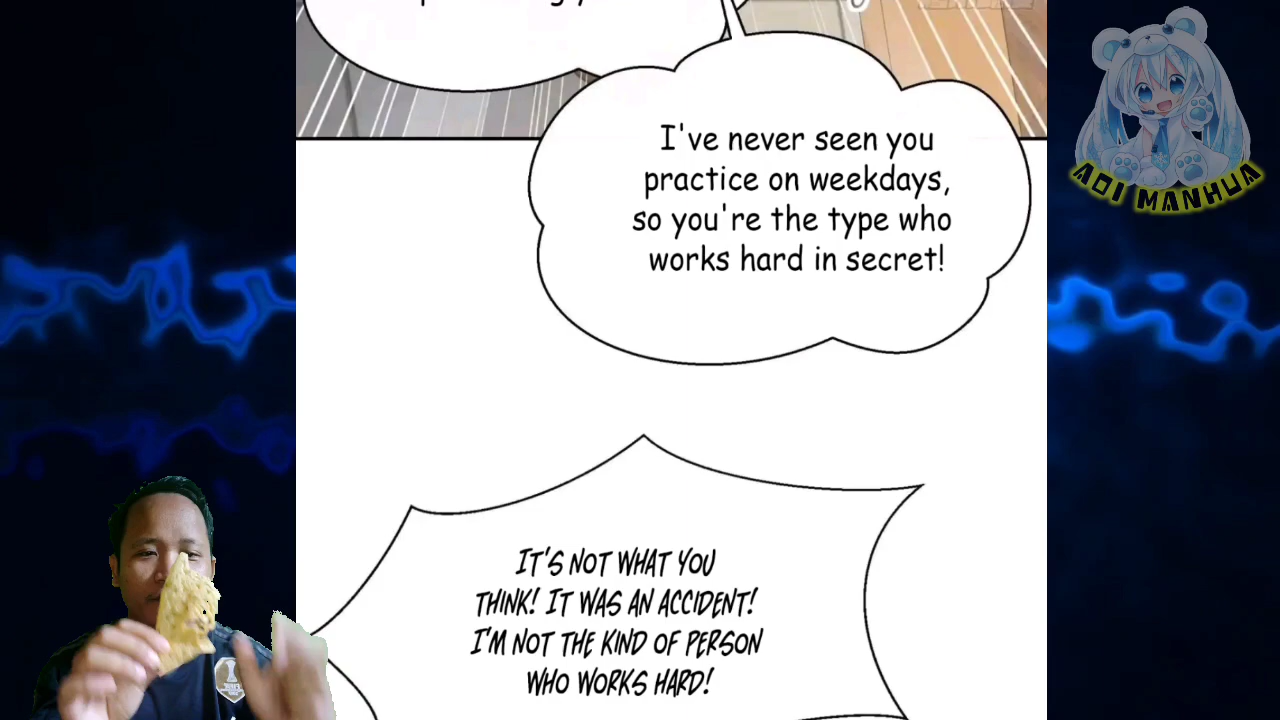 I've never seen you
practice on weekdays,
so you're the type who
works hard in secret!
AOI MANHUA
IT'S NOT WHAT YOU
THINK! IT WAS AN ACCIDENT!
I'M NOT THE KIND OF PERSON
WHO WORKS HARD!